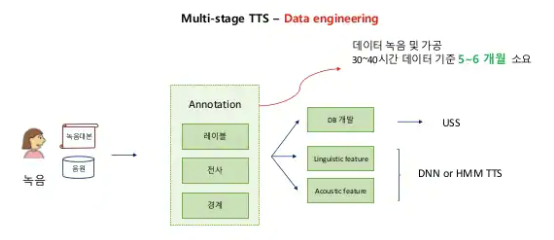 Multi-stage TTS – Data engineering
데이터 녹음 및 가공
30~40시간 데이터 기준 5~6 개월 소요
Annotation
레이블
전사
경계
녹음대본
음원
녹음
DB 개발
USS
Linguistic feature
Acoustic feature
DNN or HMM TTS